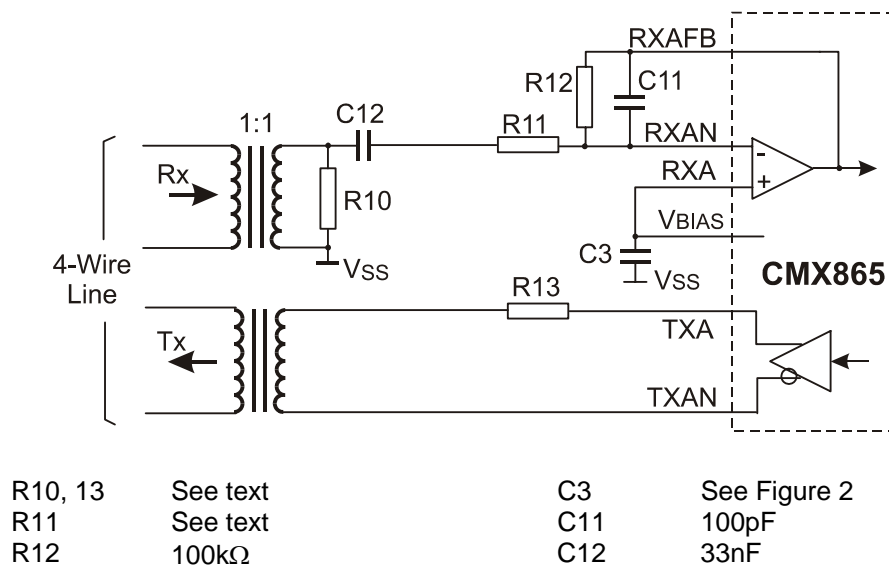 RXAFB
R12
C11
C12
1:1
R11
RXAN
Rx
RXA
-
+
R10
VBIAS
C3
VSS
VSS
CMX865
4-Wire
Line
R13
TXA
Tx
TXAN
R10, 13 See text C3 See Figure 2
R11 See text C11 100pF
R12 100kΩ C12 33nF